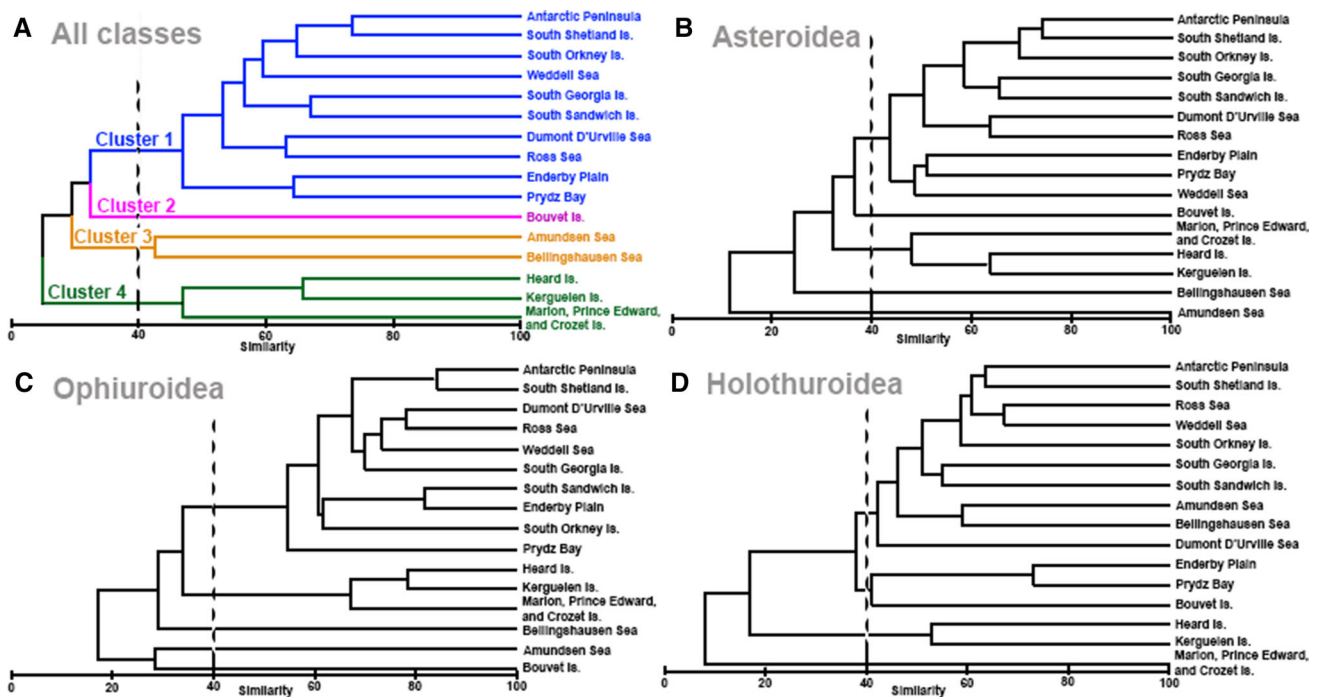 A
All classes
Antarctic Peninsula
South Shetland Is.
South Orkney Is.
Weddell Sea
South Georgia Is.
South Sandwich Is.
Cluster 1
Dumont D'Urville Sea
Ross Sea
Enderby Plain
Prydz Bay
Cluster 2
Bouvet Is.
Cluster 3
Amundsen Sea
Bellingshausen Sea
Cluster 4
Heard Is.
Kerguelen Is.
Marion, Prince Edward,
and Crozet Is.
0 40 60 80 100
Similarity
B
Asteroidea
Antarctic Peninsula
South Shetland Is.
South Orkney Is.
South Georgia Is.
South Sandwich Is.
Dumont D'Urville Sea
Ross Sea
Enderby Plain
Prydz Bay
Weddell Sea
Bouvet Is.
Marion, Prince Edward,
and Crozet Is.
Heard Is.
Kerguelen Is.
Bellingshausen Sea
Amundsen Sea
0 20 40 60 80 100
Similarity
C
Ophiuroidea
Antarctic Peninsula
South Shetland Is.
Dumont D'Urville Sea
Ross Sea
Weddell Sea
South Georgia Is.
South Sandwich Is.
Enderby Plain
South Orkney Is.
Prydz Bay
Heard Is.
Kerguelen Is.
Marion, Prince Edward,
and Crozet Is.
Bellingshausen Sea
Amundsen Sea
Bouvet Is.
0 20 40 60 80 100
Similarity
D
Holothuroidea
Antarctic Peninsula
South Shetland Is.
Ross Sea
Weddell Sea
South Orkney Is.
South Georgia Is.
South Sandwich Is.
Amundsen Sea
Bellingshausen Sea
Dumont D'Urville Sea
Enderby Plain
Prydz Bay
Bouvet Is.
Heard Is.
Kerguelen Is.
Marion, Prince Edward,
and Crozet Is.
0 20 40 60 80 100
Similarity